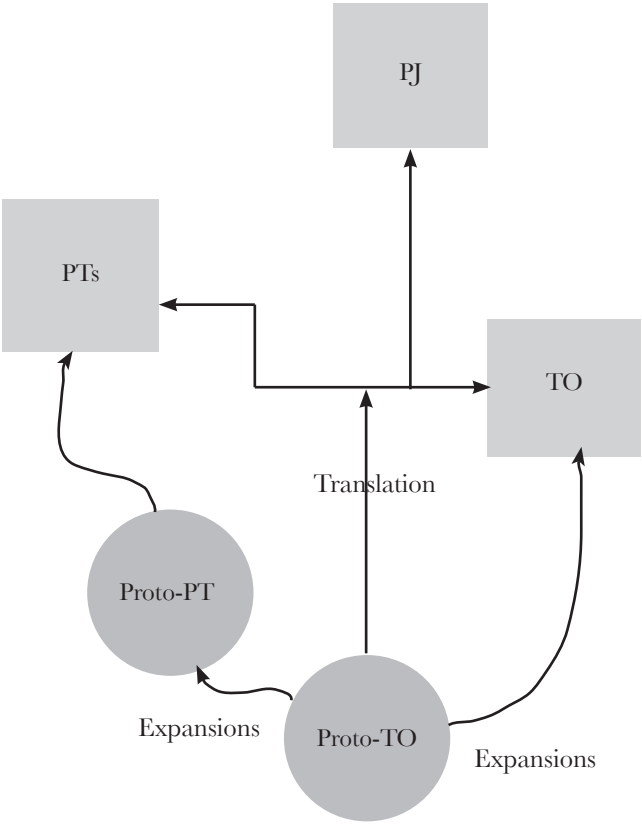 PJ
PTs
TO
Translation
Proto-PT
Expansions
Proto-TO
Expansions